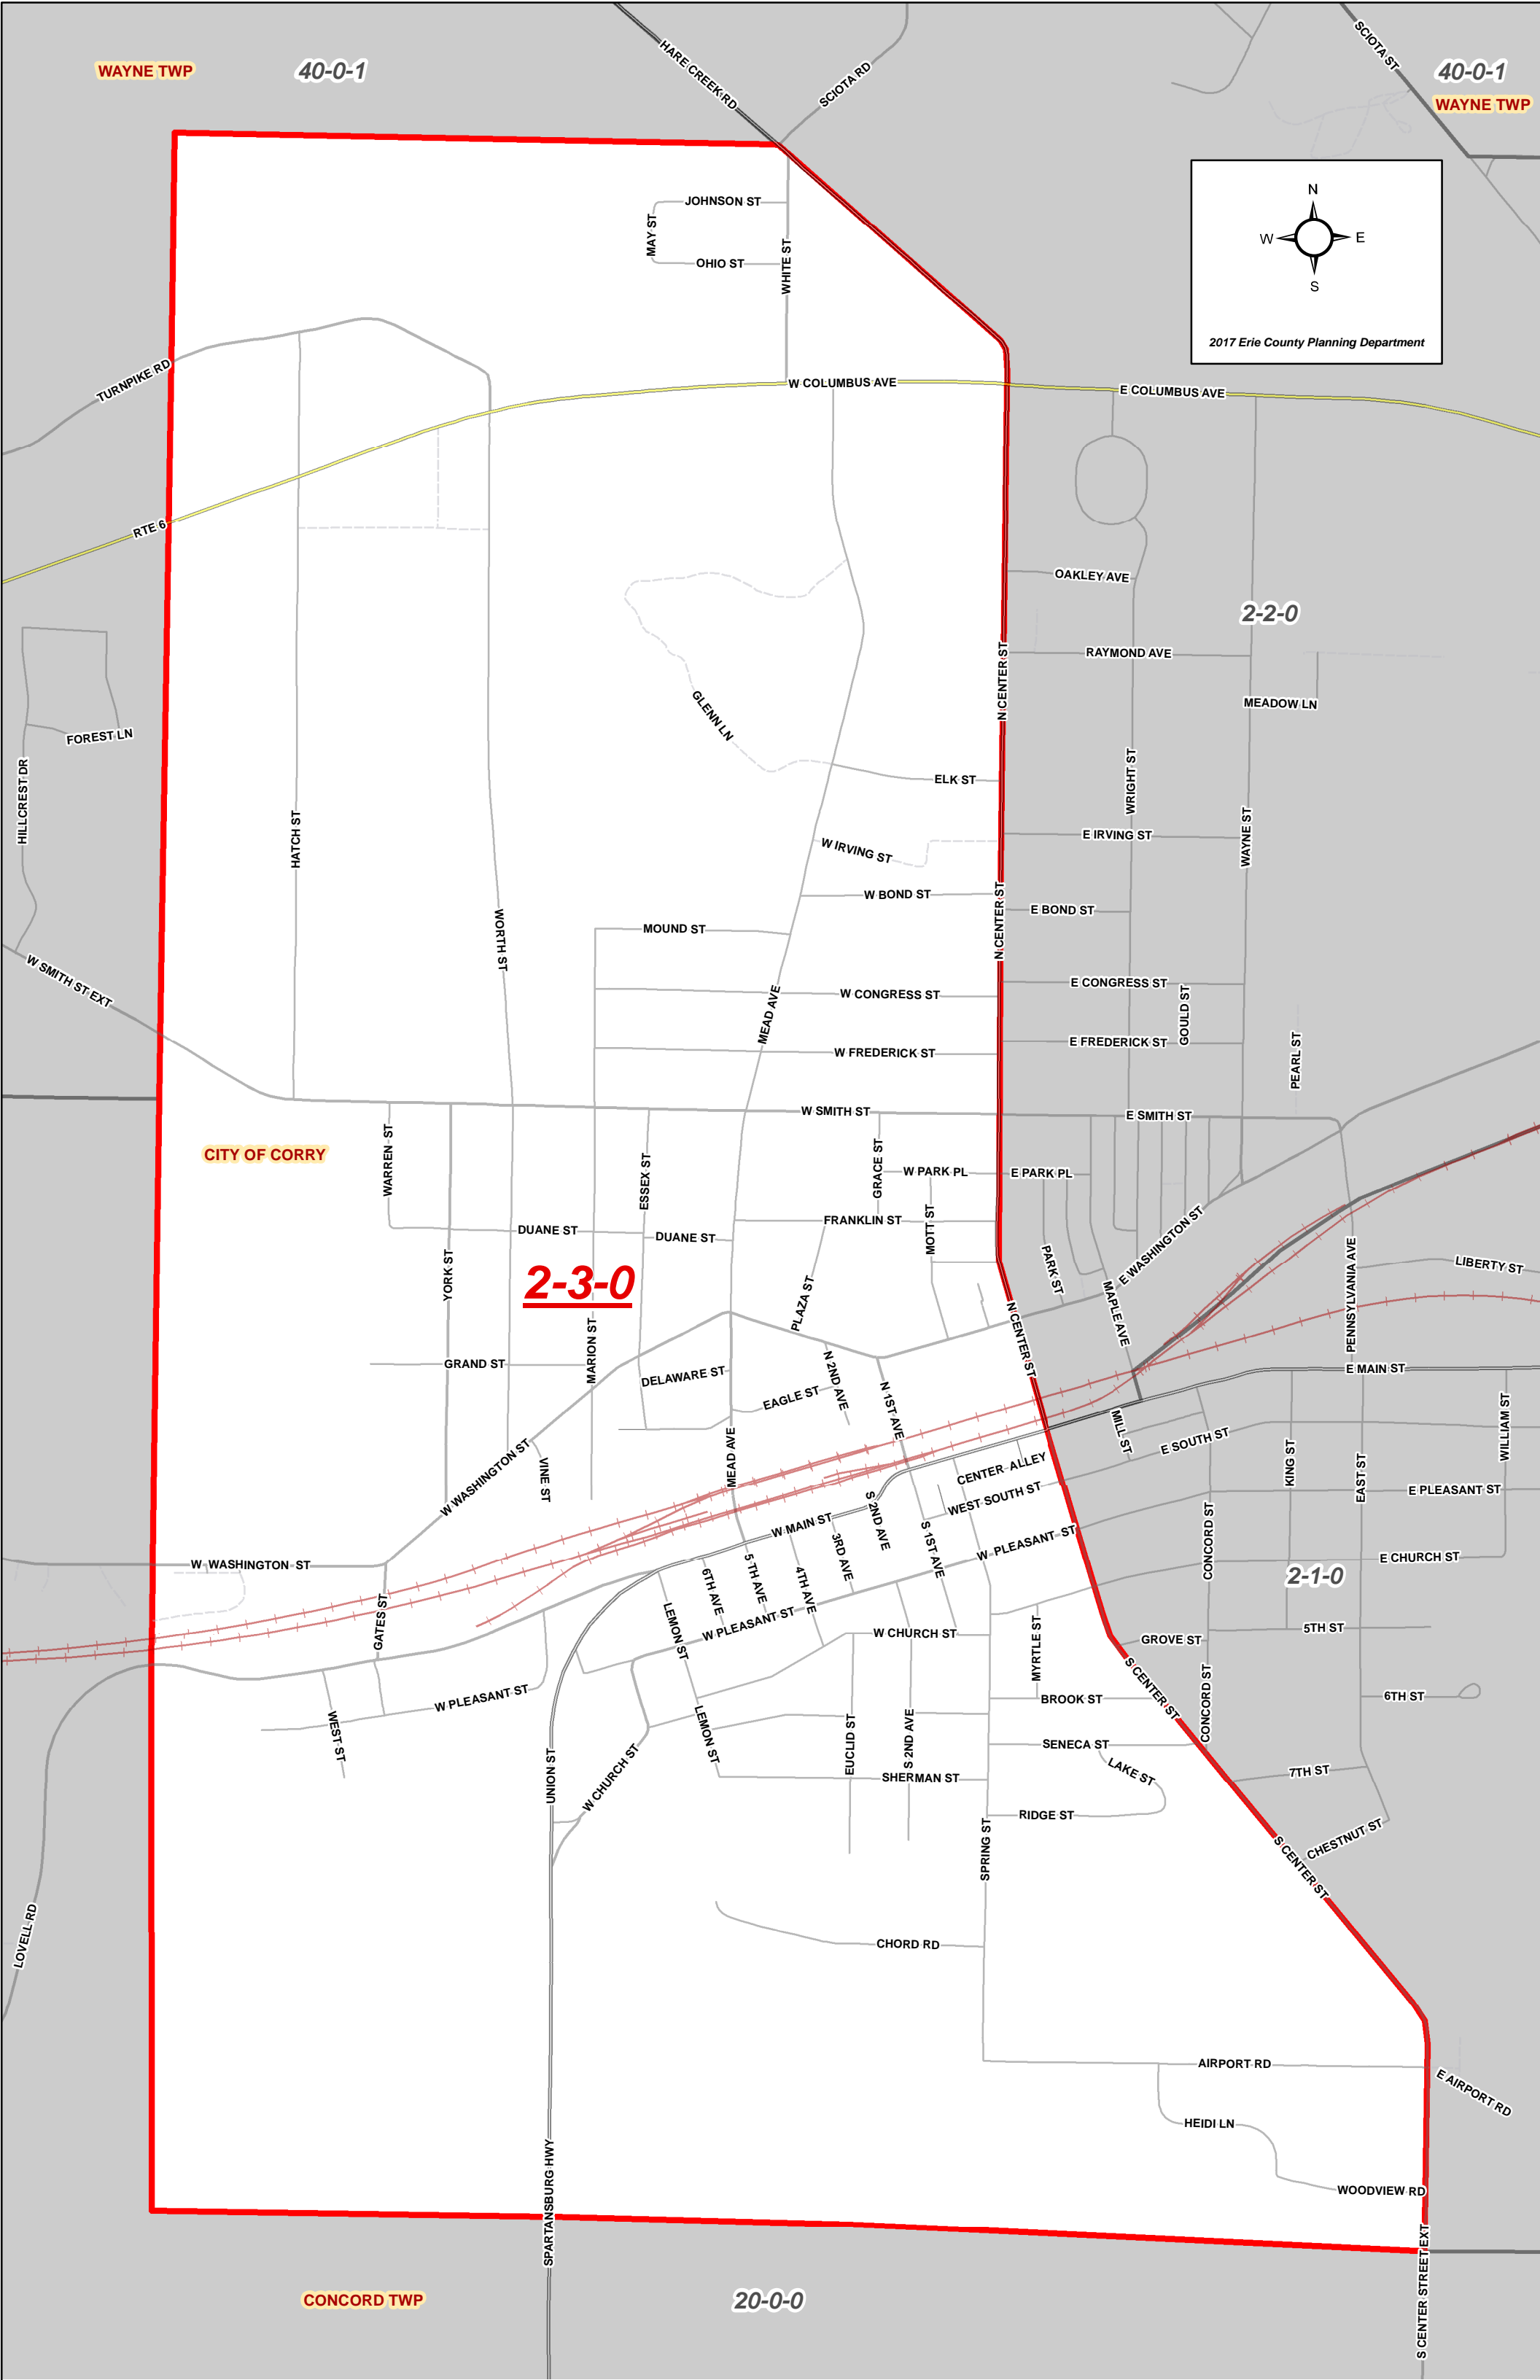 WAYNE TWP
40-0-1
HARE CREEK RD
SCIOTA RD
SCIOTA ST
40-0-1
WAYNE TWP
N
W
E
S
2017 Erie County Planning Department
JOHNSON ST
MAY ST
OHIO ST
WHITE ST
TURNPIKE RD
W COLUMBUS AVE
E COLUMBUS AVE
RTE 6
OAKLEY AVE
2-2-0
RAYMOND AVE
N CENTER ST
MEADOW LN
GLENN LN
FOREST LN
HILLCREST DR
HATCH ST
ELK ST
WRIGHT ST
WAYNE ST
E IRVING ST
W IRVING ST
W BOND ST
E BOND ST
N CENTER ST
MOUND ST
WORTH ST
W SMITH ST EXT
W CONGRESS ST
E CONGRESS ST
GOULD ST
MEAD AVE
W FREDERICK ST
E FREDERICK ST
PEARL ST
W SMITH ST
E SMITH ST
CITY OF CORRY
WARREN ST
ESSEX ST
GRACE ST
W PARK PL
E PARK PL
DUANE ST
DUANE ST
FRANKLIN ST
MOTT ST
YORK ST
2-3-0
PLAZA ST
PARK ST
MAPLE AVE
E WASHINGTON ST
PENNSYLVANIA AVE
LIBERTY ST
MARION ST
N CENTER ST
GRAND ST
DELAWARE ST
EAGLE ST
N 2ND AVE
N 1ST AVE
E MAIN ST
MILL ST
E SOUTH ST
WILLIAM ST
KING ST
EAST ST
W WASHINGTON ST
VINE ST
MEAD AVE
CENTER ALLEY
WEST SOUTH ST
E PLEASANT ST
W MAIN ST
S 2ND AVE
S 1ST AVE
3RD AVE
W PLEASANT ST
CONCORD ST
E CHURCH ST
W WASHINGTON ST
2-1-0
5 TH AVE
4TH AVE
6TH AVE
GATES ST
LEMON ST
W PLEASANT ST
W CHURCH ST
MYRTLE ST
GROVE ST
5TH ST
W PLEASANT ST
BROOK ST
S CENTER ST
CONCORD ST
6TH ST
WEST ST
LEMON ST
EUCLID ST
S 2ND AVE
SENECA ST
LAKE ST
7TH ST
UNION ST
W CHURCH ST
SHERMAN ST
RIDGE ST
SPRING ST
CHESTNUT ST
S CENTER ST
LOVELL RD
CHORD RD
AIRPORT RD
E AIRPORT RD
HEIDI LN
WOODVIEW RD
SPARTANSBURG HWY
S CENTER STREET EXT
CONCORD TWP
20-0-0